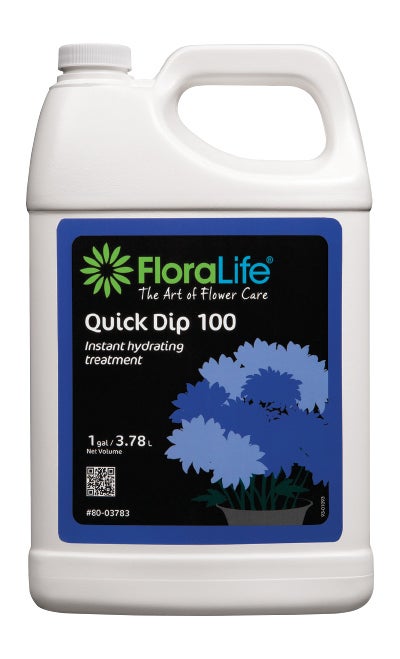 FloraLife®
The Art of Flower Care
Quick Dip 100
Instant hydrating
treatment
1 gal / 3.78 L
Net Volume
#80-03783